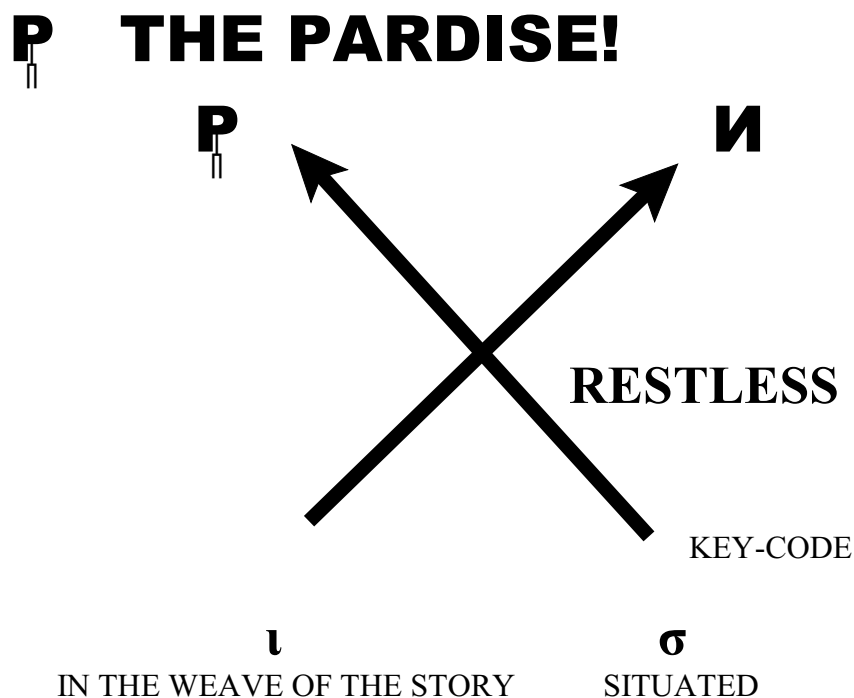 P THE PARDISE!
P И
RESTLESS
KEY-CODE
ι σ
IN THE WEAVE OF THE STORY SITUATED